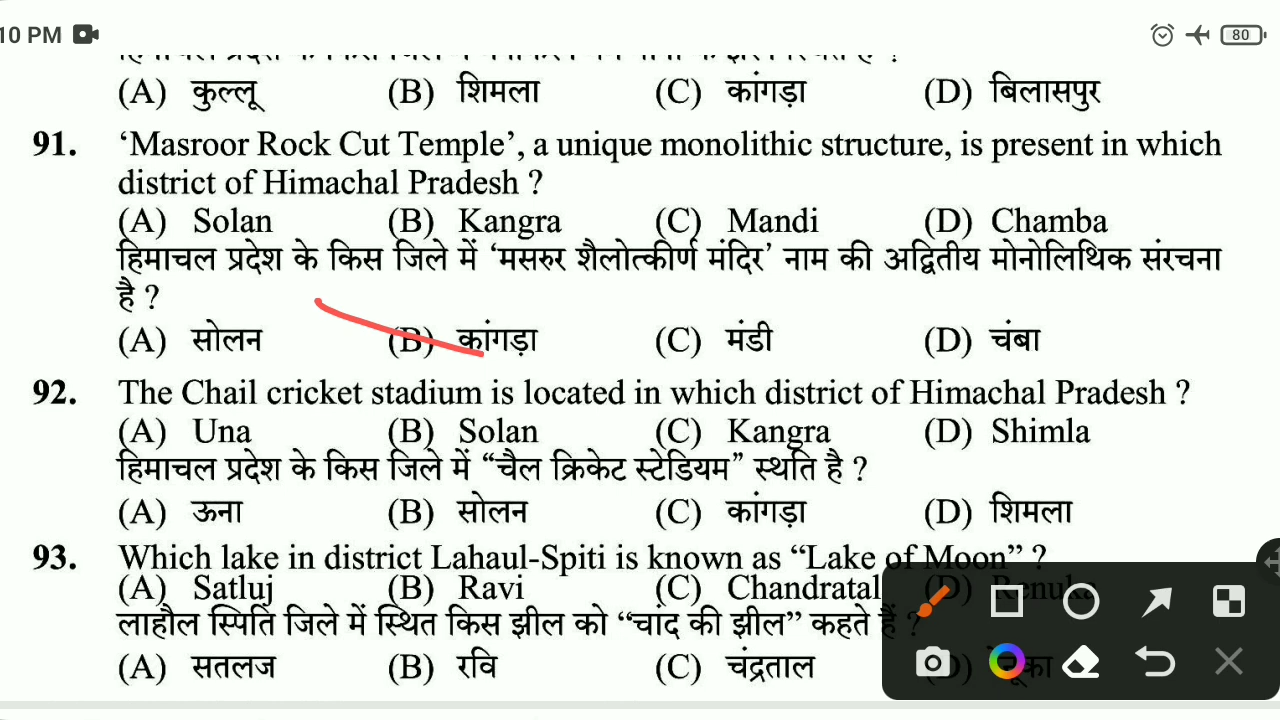 10 PM
80
(A) कुल्लू (B) शिमला (C) कांगड़ा (D) बिलासपुर
91. ‘Masroor Rock Cut Temple’, a unique monolithic structure, is present in which
district of Himachal Pradesh ?
(A) Solan (B) Kangra (C) Mandi (D) Chamba
हिमाचल प्रदेश के किस जिले में ‘मसरुर शैलोत्कीर्ण मंदिर’ नाम की अद्वितीय मोनोलिथिक संरचना
है ?
(A) सोलन (B) कांगड़ा (C) मंडी (D) चंबा
92. The Chail cricket stadium is located in which district of Himachal Pradesh ?
(A) Una (B) Solan (C) Kangra (D) Shimla
हिमाचल प्रदेश के किस जिले में “चैल क्रिकेट स्टेडियम” स्थति है ?
(A) ऊना (B) सोलन (C) कांगड़ा (D) शिमला
93. Which lake in district Lahaul-Spiti is known as “Lake of Moon” ?
(A) Satluj (B) Ravi (C) Chandratal (D) Renuka
लाहौल स्पिति जिले में स्थित किस झील को “चांद की झील” कहते हैं ?
(A) सतलज (B) रवि (C) चंद्रताल (D)